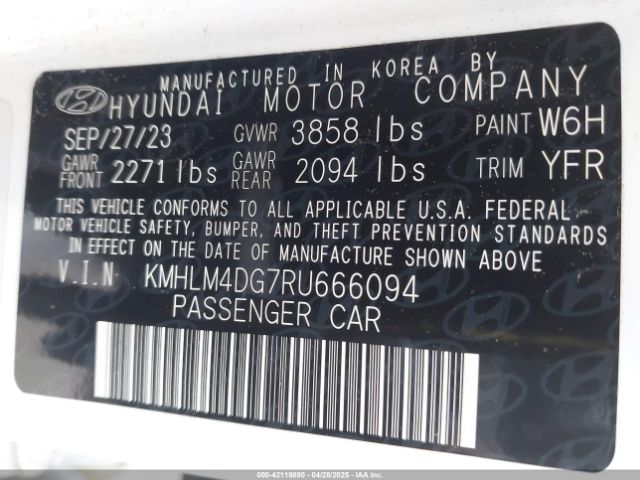 MANUFACTURED IN KOREA BY
HYUNDAI MOTOR COMPANY
SEP/27/23 GVWR 3858 lbs PAINT W6H
GAWR FRONT 2271 lbs GAWR REAR 2094 lbs TRIM YFR
THIS VEHICLE CONFORMS TO ALL APPLICABLE U.S.A. FEDERAL
MOTOR VEHICLE SAFETY, BUMPER, AND THEFT PREVENTION STANDARDS
IN EFFECT ON THE DATE OF MANUFACTURE SHOWN ABOVE
V.I.N KMHLM4DG7RU666094
PASSENGER CAR
000-42119890 04/28/2025 IAA Inc.